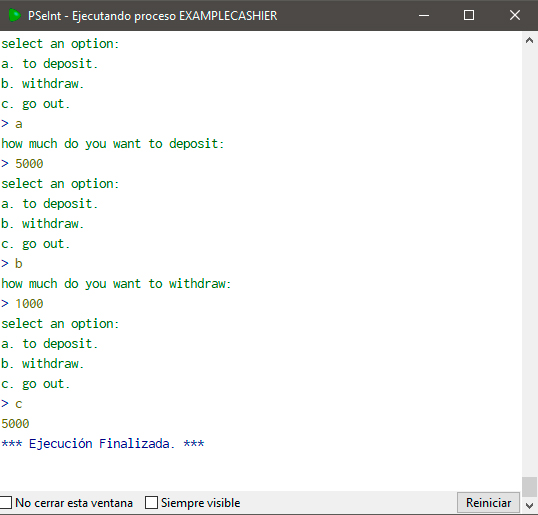 PSeInt - Ejecutando proceso EXAMPLECASHIER
select an option:
a. to deposit.
b. withdraw.
c. go out.
> a
how much do you want to deposit:
> 5000
select an option:
a. to deposit.
b. withdraw.
c. go out.
> b
how much do you want to withdraw:
> 1000
select an option:
a. to deposit.
b. withdraw.
c. go out.
> c
5000
*** Ejecución Finalizada. ***
No cerrar esta ventana Siempre visible Reiniciar